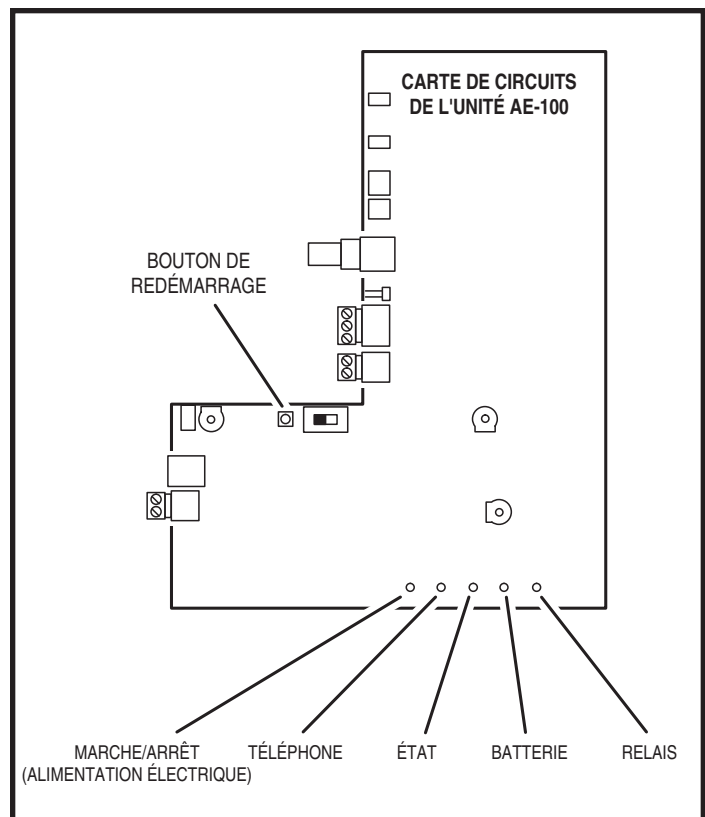 CARTE DE CIRCUITS
DE L'UNITÉ AE-100
BOUTON DE
REDÉMARRAGE
MARCHE/ARRÊT
(ALIMENTATION ÉLECTRIQUE)
TÉLÉPHONE
ÉTAT
BATTERIE
RELAIS